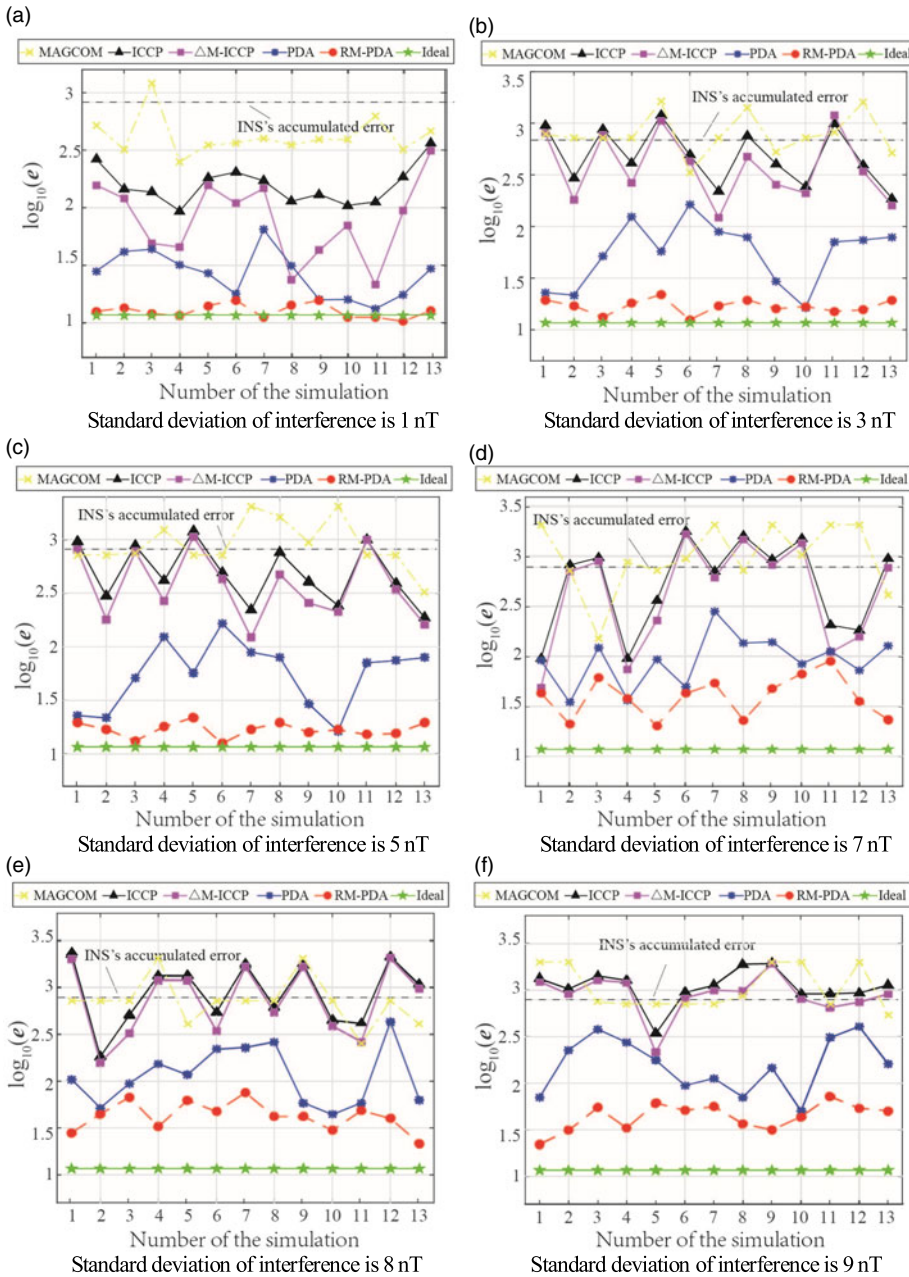 (a)
MAGCOM ICCP △M-ICCP PDA RM-PDA Ideal
3
2.5
2
1.5
1
log10(e)
INS's accumulated error
1 2 3 4 5 6 7 8 9 10 11 12 13
Number of the simulation
Standard deviation of interference is 1 nT
(b)
MAGCOM ICCP △M-ICCP PDA RM-PDA Ideal
3.5
3
2.5
2
1.5
1
log10(e)
INS's accumulated error
1 2 3 4 5 6 7 8 9 10 11 12 13
Number of the simulation
Standard deviation of interference is 3 nT
(c)
MAGCOM ICCP △M-ICCP PDA RM-PDA Ideal
3
2.5
2
1.5
1
log10(e)
INS's accumulated error
1 2 3 4 5 6 7 8 9 10 11 12 13
Number of the simulation
Standard deviation of interference is 5 nT
(d)
MAGCOM ICCP △M-ICCP PDA RM-PDA Ideal
3.5
3
2.5
2
1.5
1
log10(e)
INS's accumulated error
1 2 3 4 5 6 7 8 9 10 11 12 13
Number of the simulation
Standard deviation of interference is 7 nT
(e)
MAGCOM ICCP △M-ICCP PDA RM-PDA Ideal
3.5
3
2.5
2
1.5
1
log10(e)
INS's accumulated error
1 2 3 4 5 6 7 8 9 10 11 12 13
Number of the simulation
Standard deviation of interference is 8 nT
(f)
MAGCOM ICCP △M-ICCP PDA RM-PDA Ideal
3.5
3
2.5
2
1.5
1
log10(e)
INS's accumulated error
1 2 3 4 5 6 7 8 9 10 11 12 13
Number of the simulation
Standard deviation of interference is 9 nT